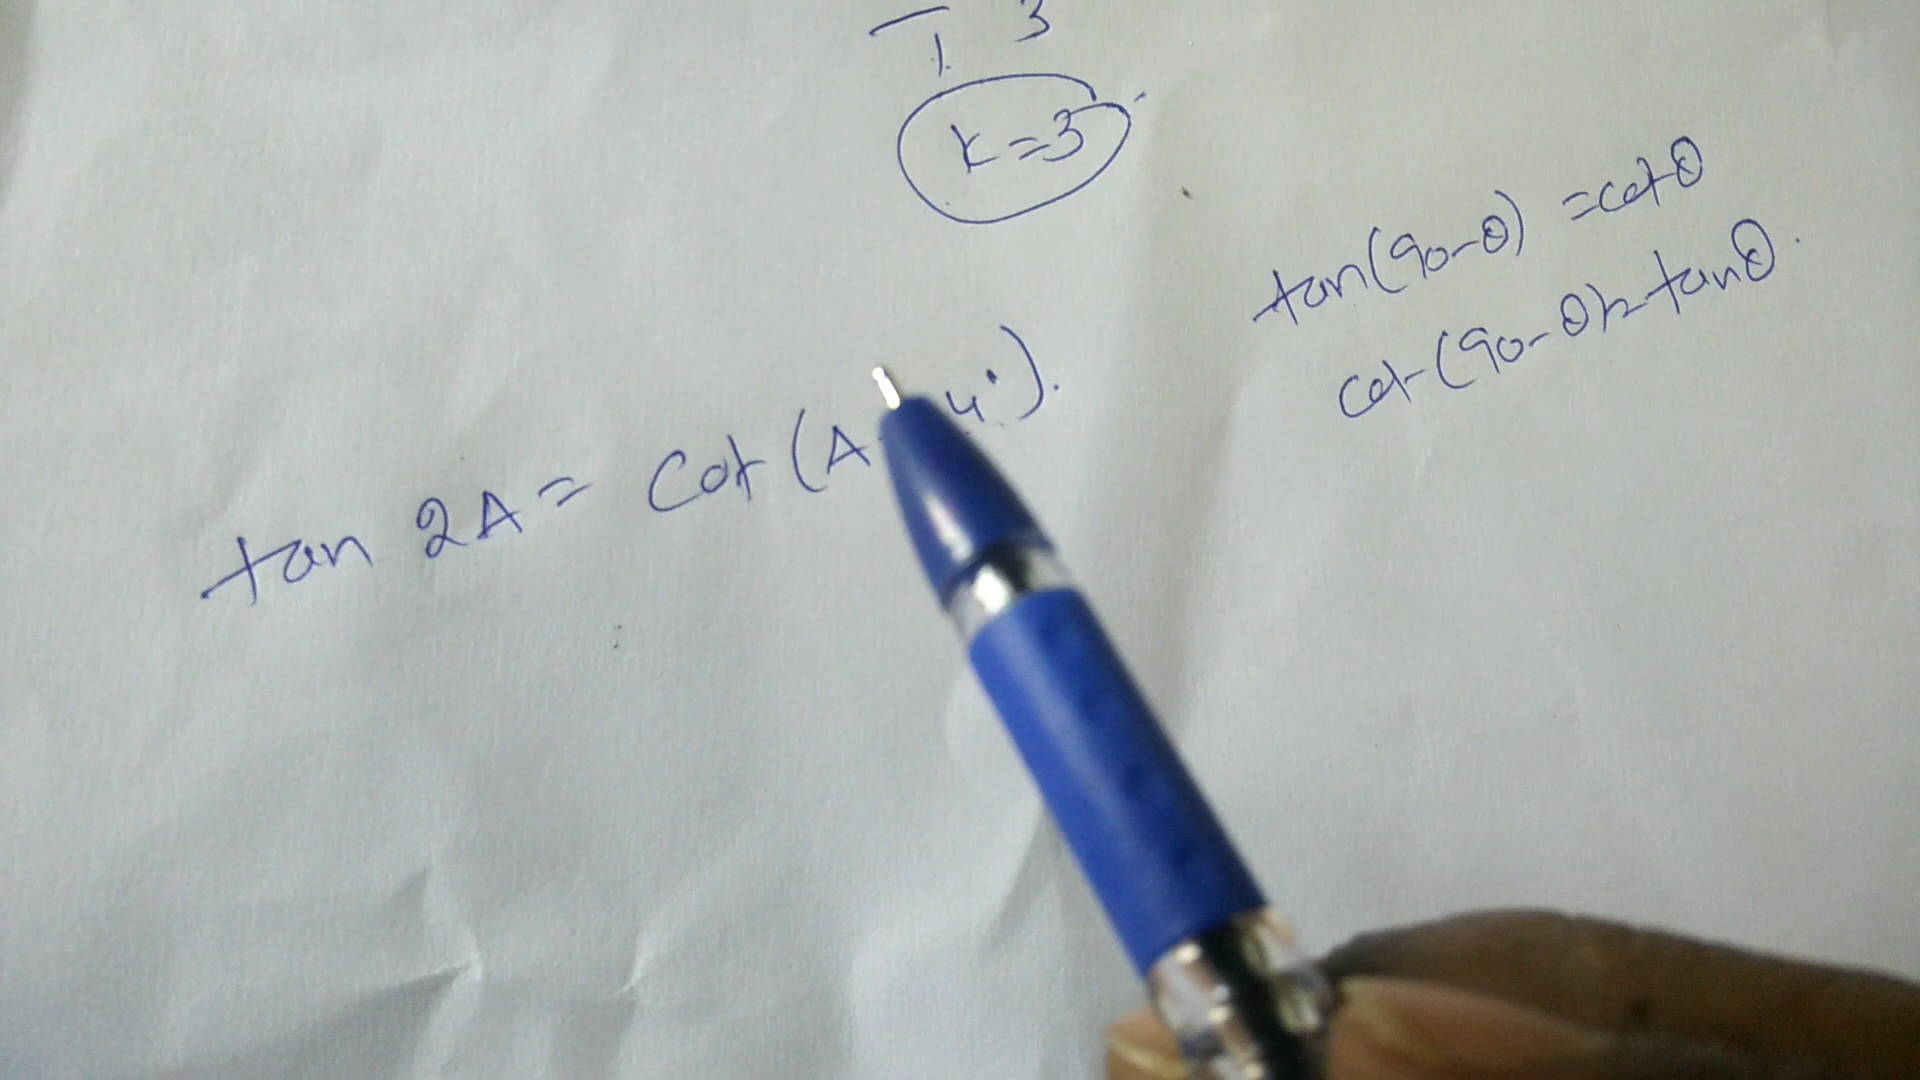 1 3
K=3
tan(90-θ) =cotθ
cot(90-θ)=tanθ.
tan 2A = Cot (A 4°).